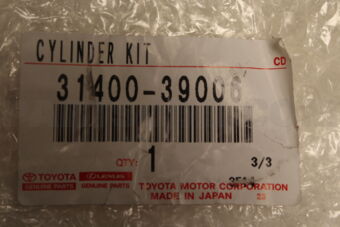 CYLINDER KIT
CD
31400-39006
QTY: 1 3/3
TOYOTA LEXUS
GENUINE PARTS GENUINE PARTS
TOYOTA MOTOR CORPORATION
MADE IN JAPAN 23